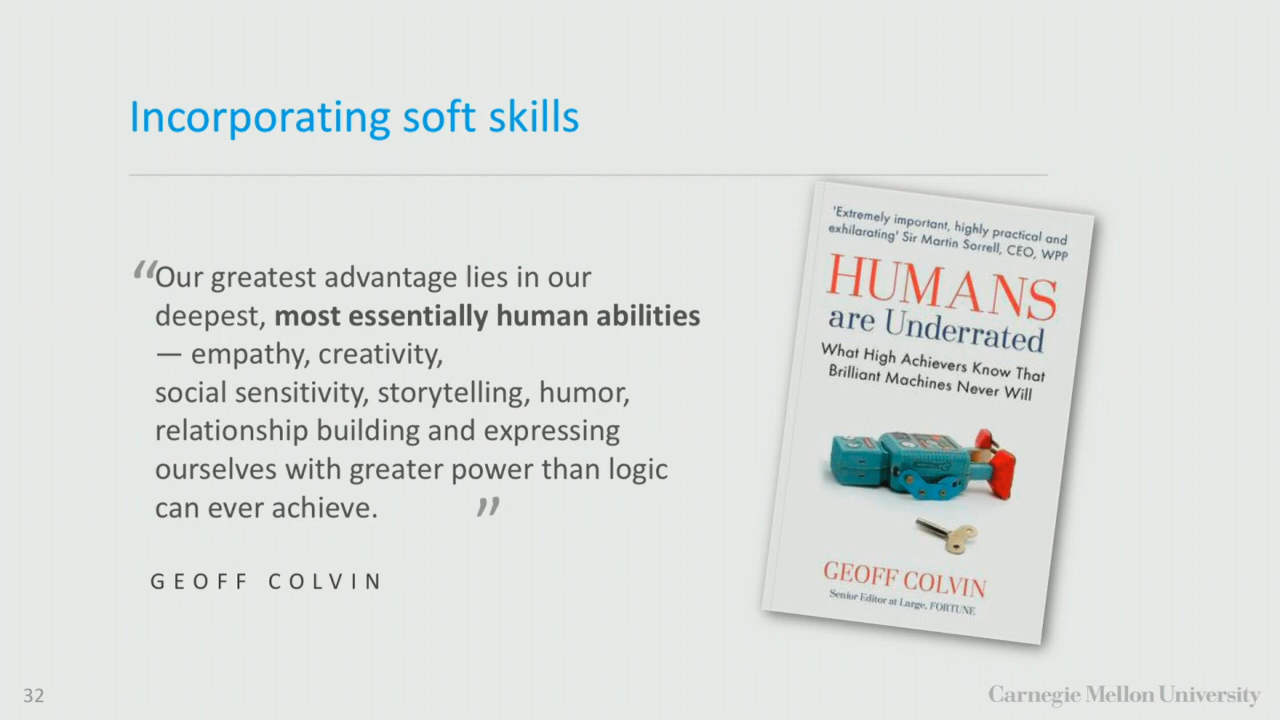 Incorporating soft skills
“Our greatest advantage lies in our
deepest, most essentially human abilities
— empathy, creativity,
social sensitivity, storytelling, humor,
relationship building and expressing
ourselves with greater power than logic
can ever achieve. ”
GEOFF COLVIN
'Extremely important, highly practical and
exhilarating' Sir Martin Sorrell, CEO, WPP
HUMANS
are Underrated
What High Achievers Know That
Brilliant Machines Never Will
GEOFF COLVIN
Senior Editor at Large, FORTUNE
32
Carnegie Mellon University